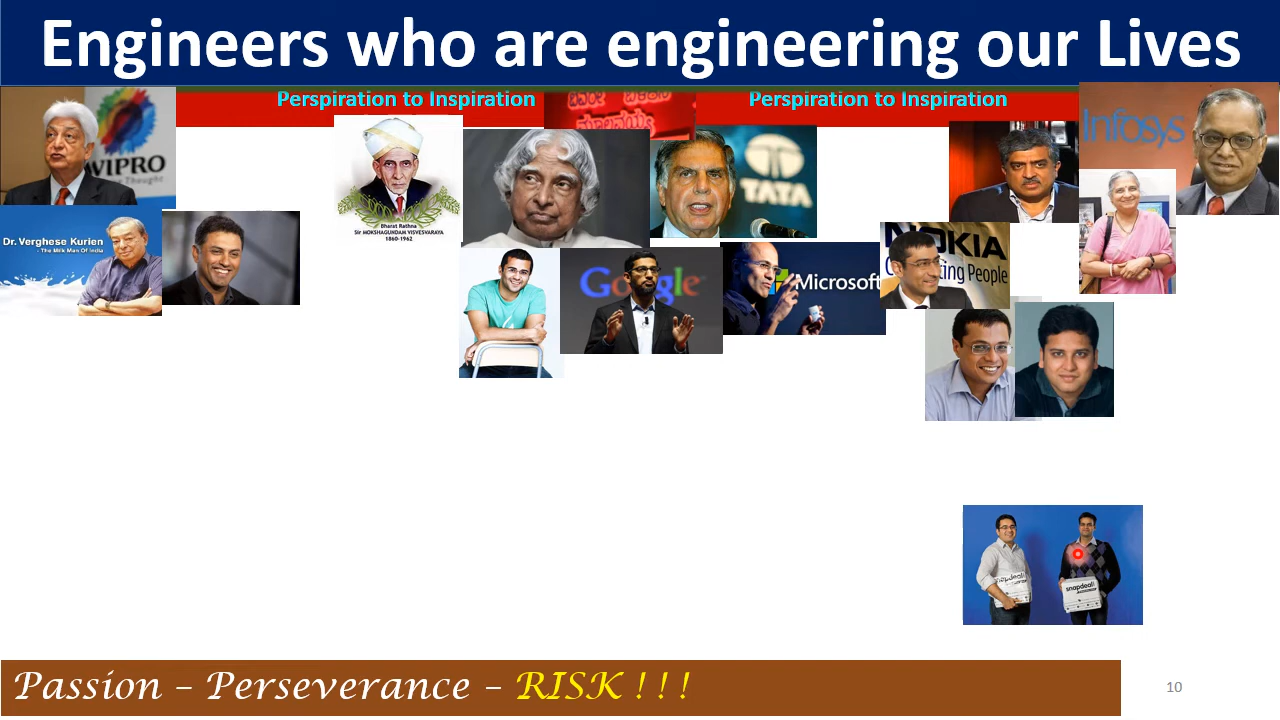 Engineers who are engineering our Lives
Perspiration to Inspiration
Perspiration to Inspiration
WIPRO
Infosys
TATA
Bharat Rathna
Sir MOKSHAGUNDAM VISVESVARAYA
1860-1962
Dr. Verghese Kurien
- The Milk Man Of India
Google
Microsoft
NOKIA
People
snapdeal
snapdeal
Passion – Perseverance – RISK ! ! !
10